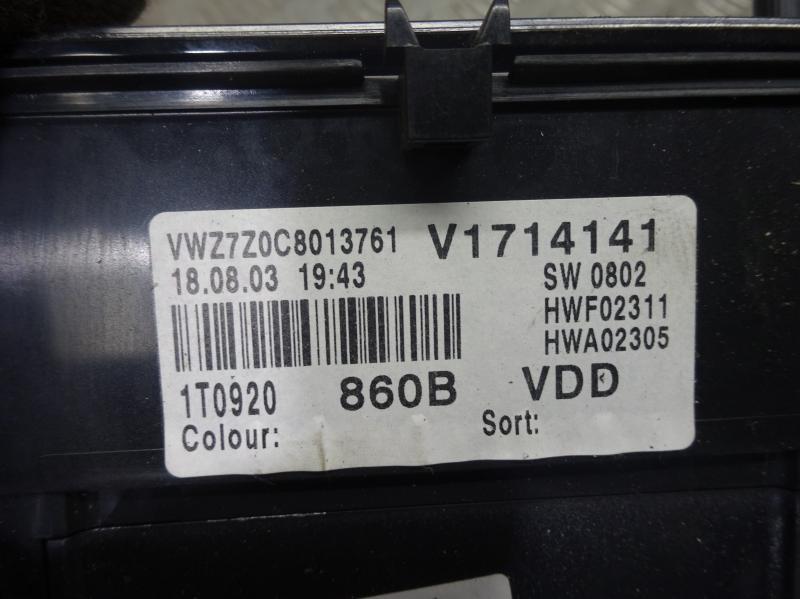 VWZ7Z0C8013761 V1714141
18.08.03 19:43 SW 0802
HWF02311
HWA02305
1T0920 860B VDD
Colour: Sort: